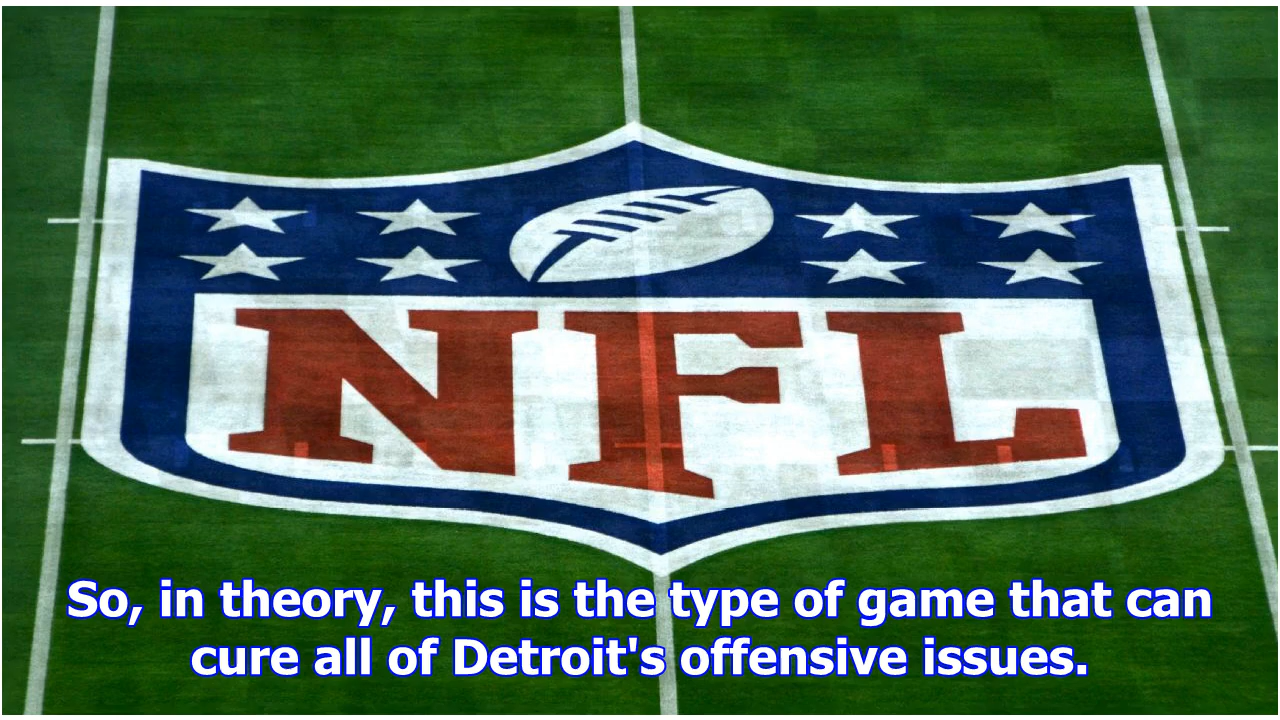 NFL
So, in theory, this is the type of game that can
cure all of Detroit's offensive issues.